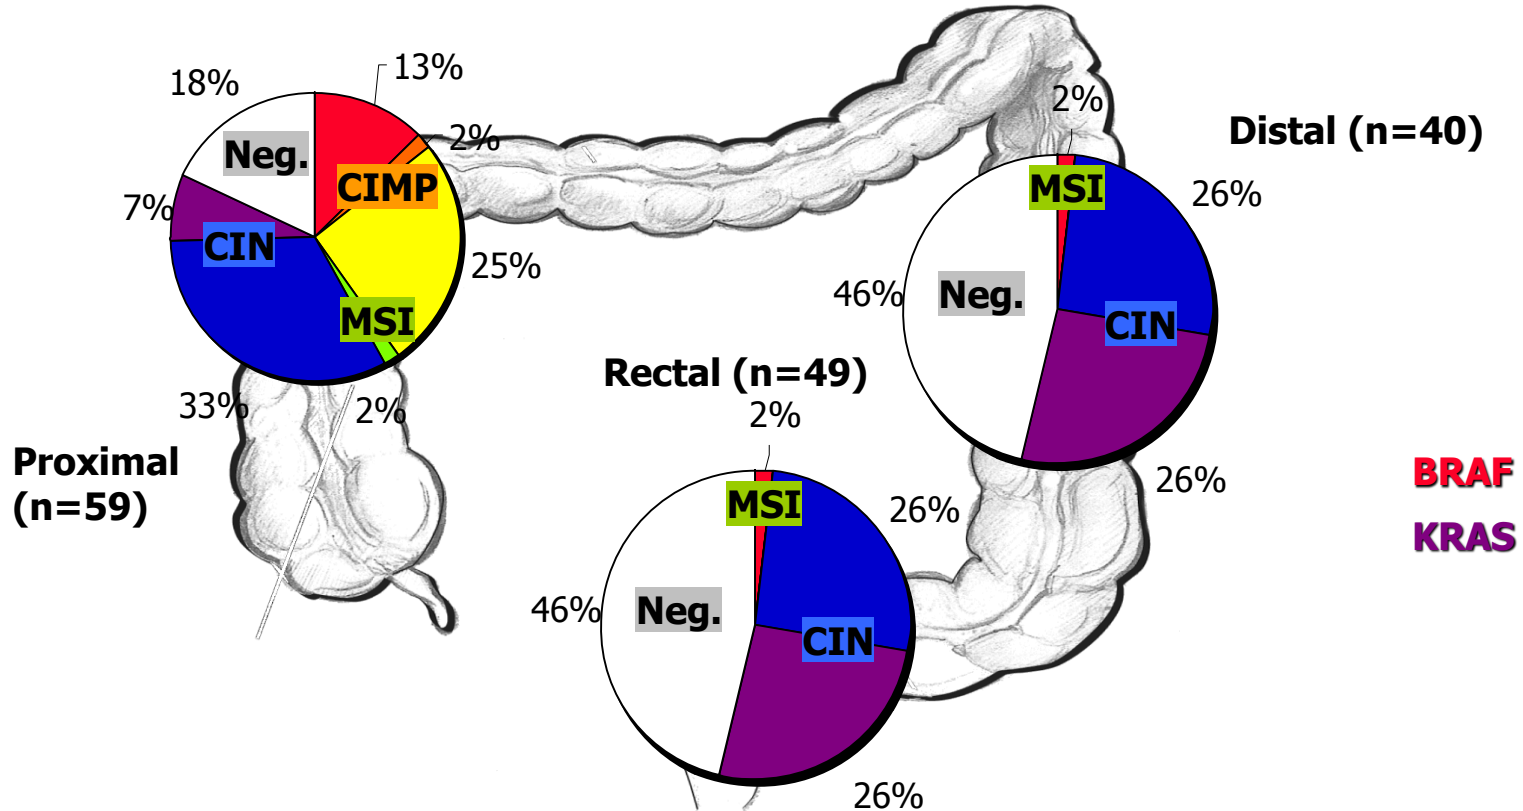 18%
13%
2%
Neg.
CIMP
7%
CIN
25%
MSI
33%
2%
Proximal
(n=59)
2%
Distal (n=40)
MSI
26%
46%
Neg.
CIN
26%
Rectal (n=49)
2%
MSI
26%
46%
Neg.
CIN
26%
BRAF
KRAS